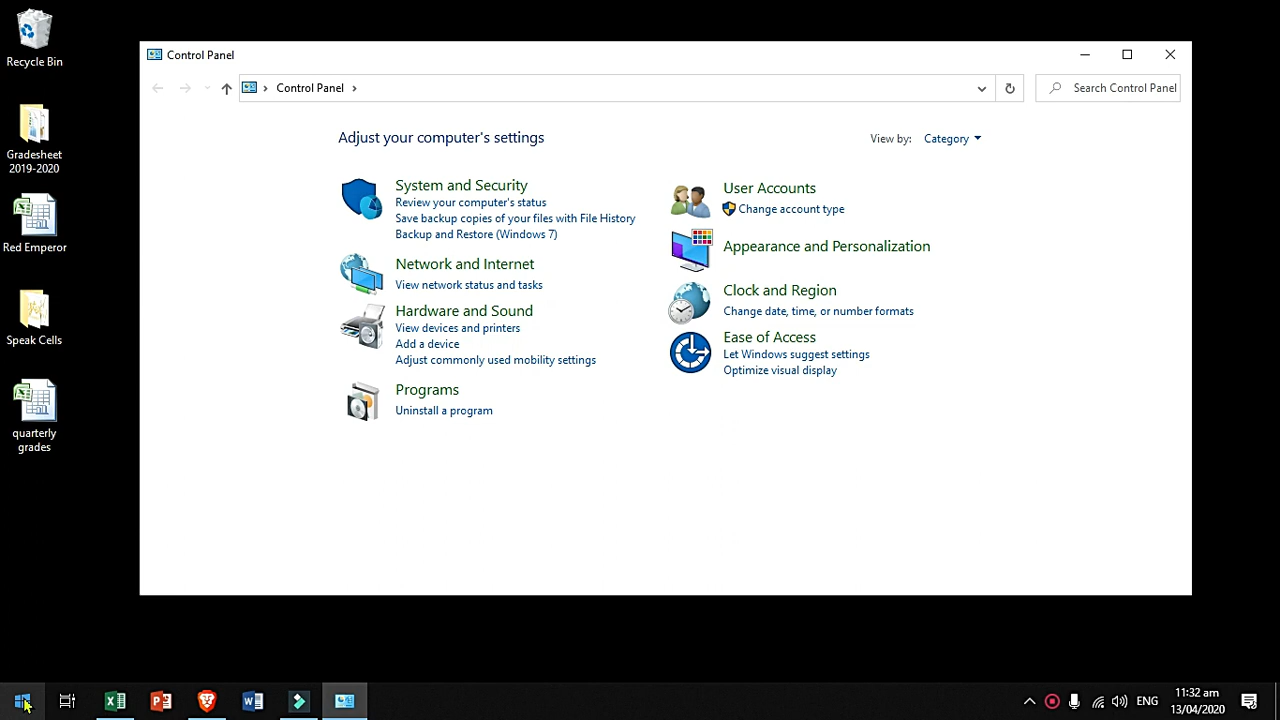 Recycle Bin
Gradesheet
2019-2020
Red Emperor
Speak Cells
quarterly
grades
Control Panel
Control Panel
Search Control Panel
Adjust your computer's settings
View by: Category
System and Security
Review your computer's status
Save backup copies of your files with File History
Backup and Restore (Windows 7)
Network and Internet
View network status and tasks
Hardware and Sound
View devices and printers
Add a device
Adjust commonly used mobility settings
Programs
Uninstall a program
User Accounts
Change account type
Appearance and Personalization
Clock and Region
Change date, time, or number formats
Ease of Access
Let Windows suggest settings
Optimize visual display
ENG
11:32 am
13/04/2020